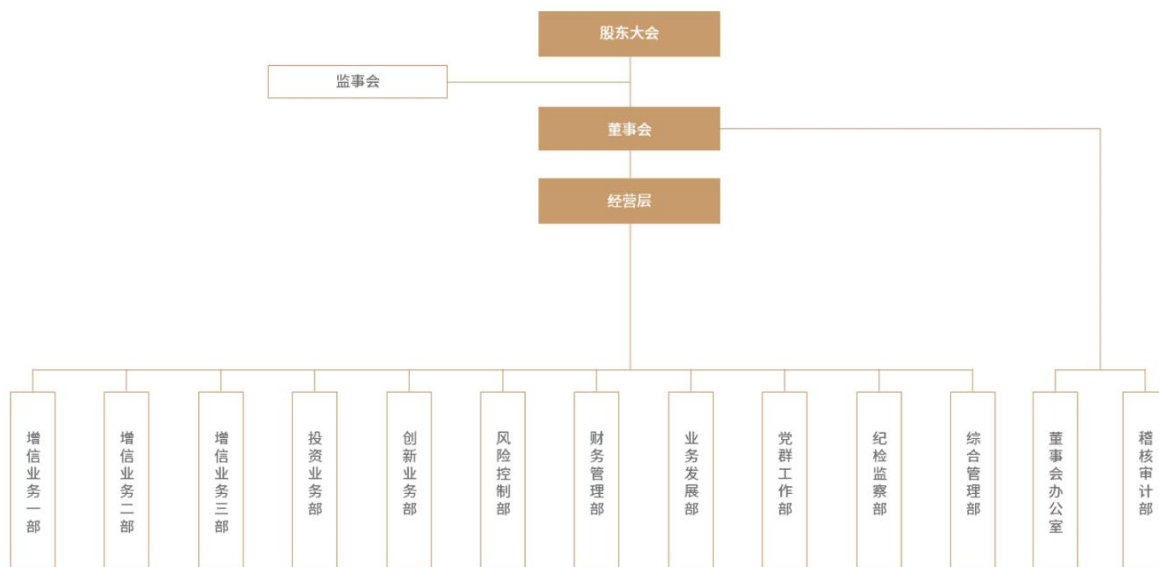 股东大会
监事会
董事会
经营层
增信业务一部
增信业务二部
增信业务三部
投资业务部
创新业务部
风险控制部
财务管理部
业务发展部
党群工作部
纪检监察部
综合管理部
董事会办公室
稽核审计部